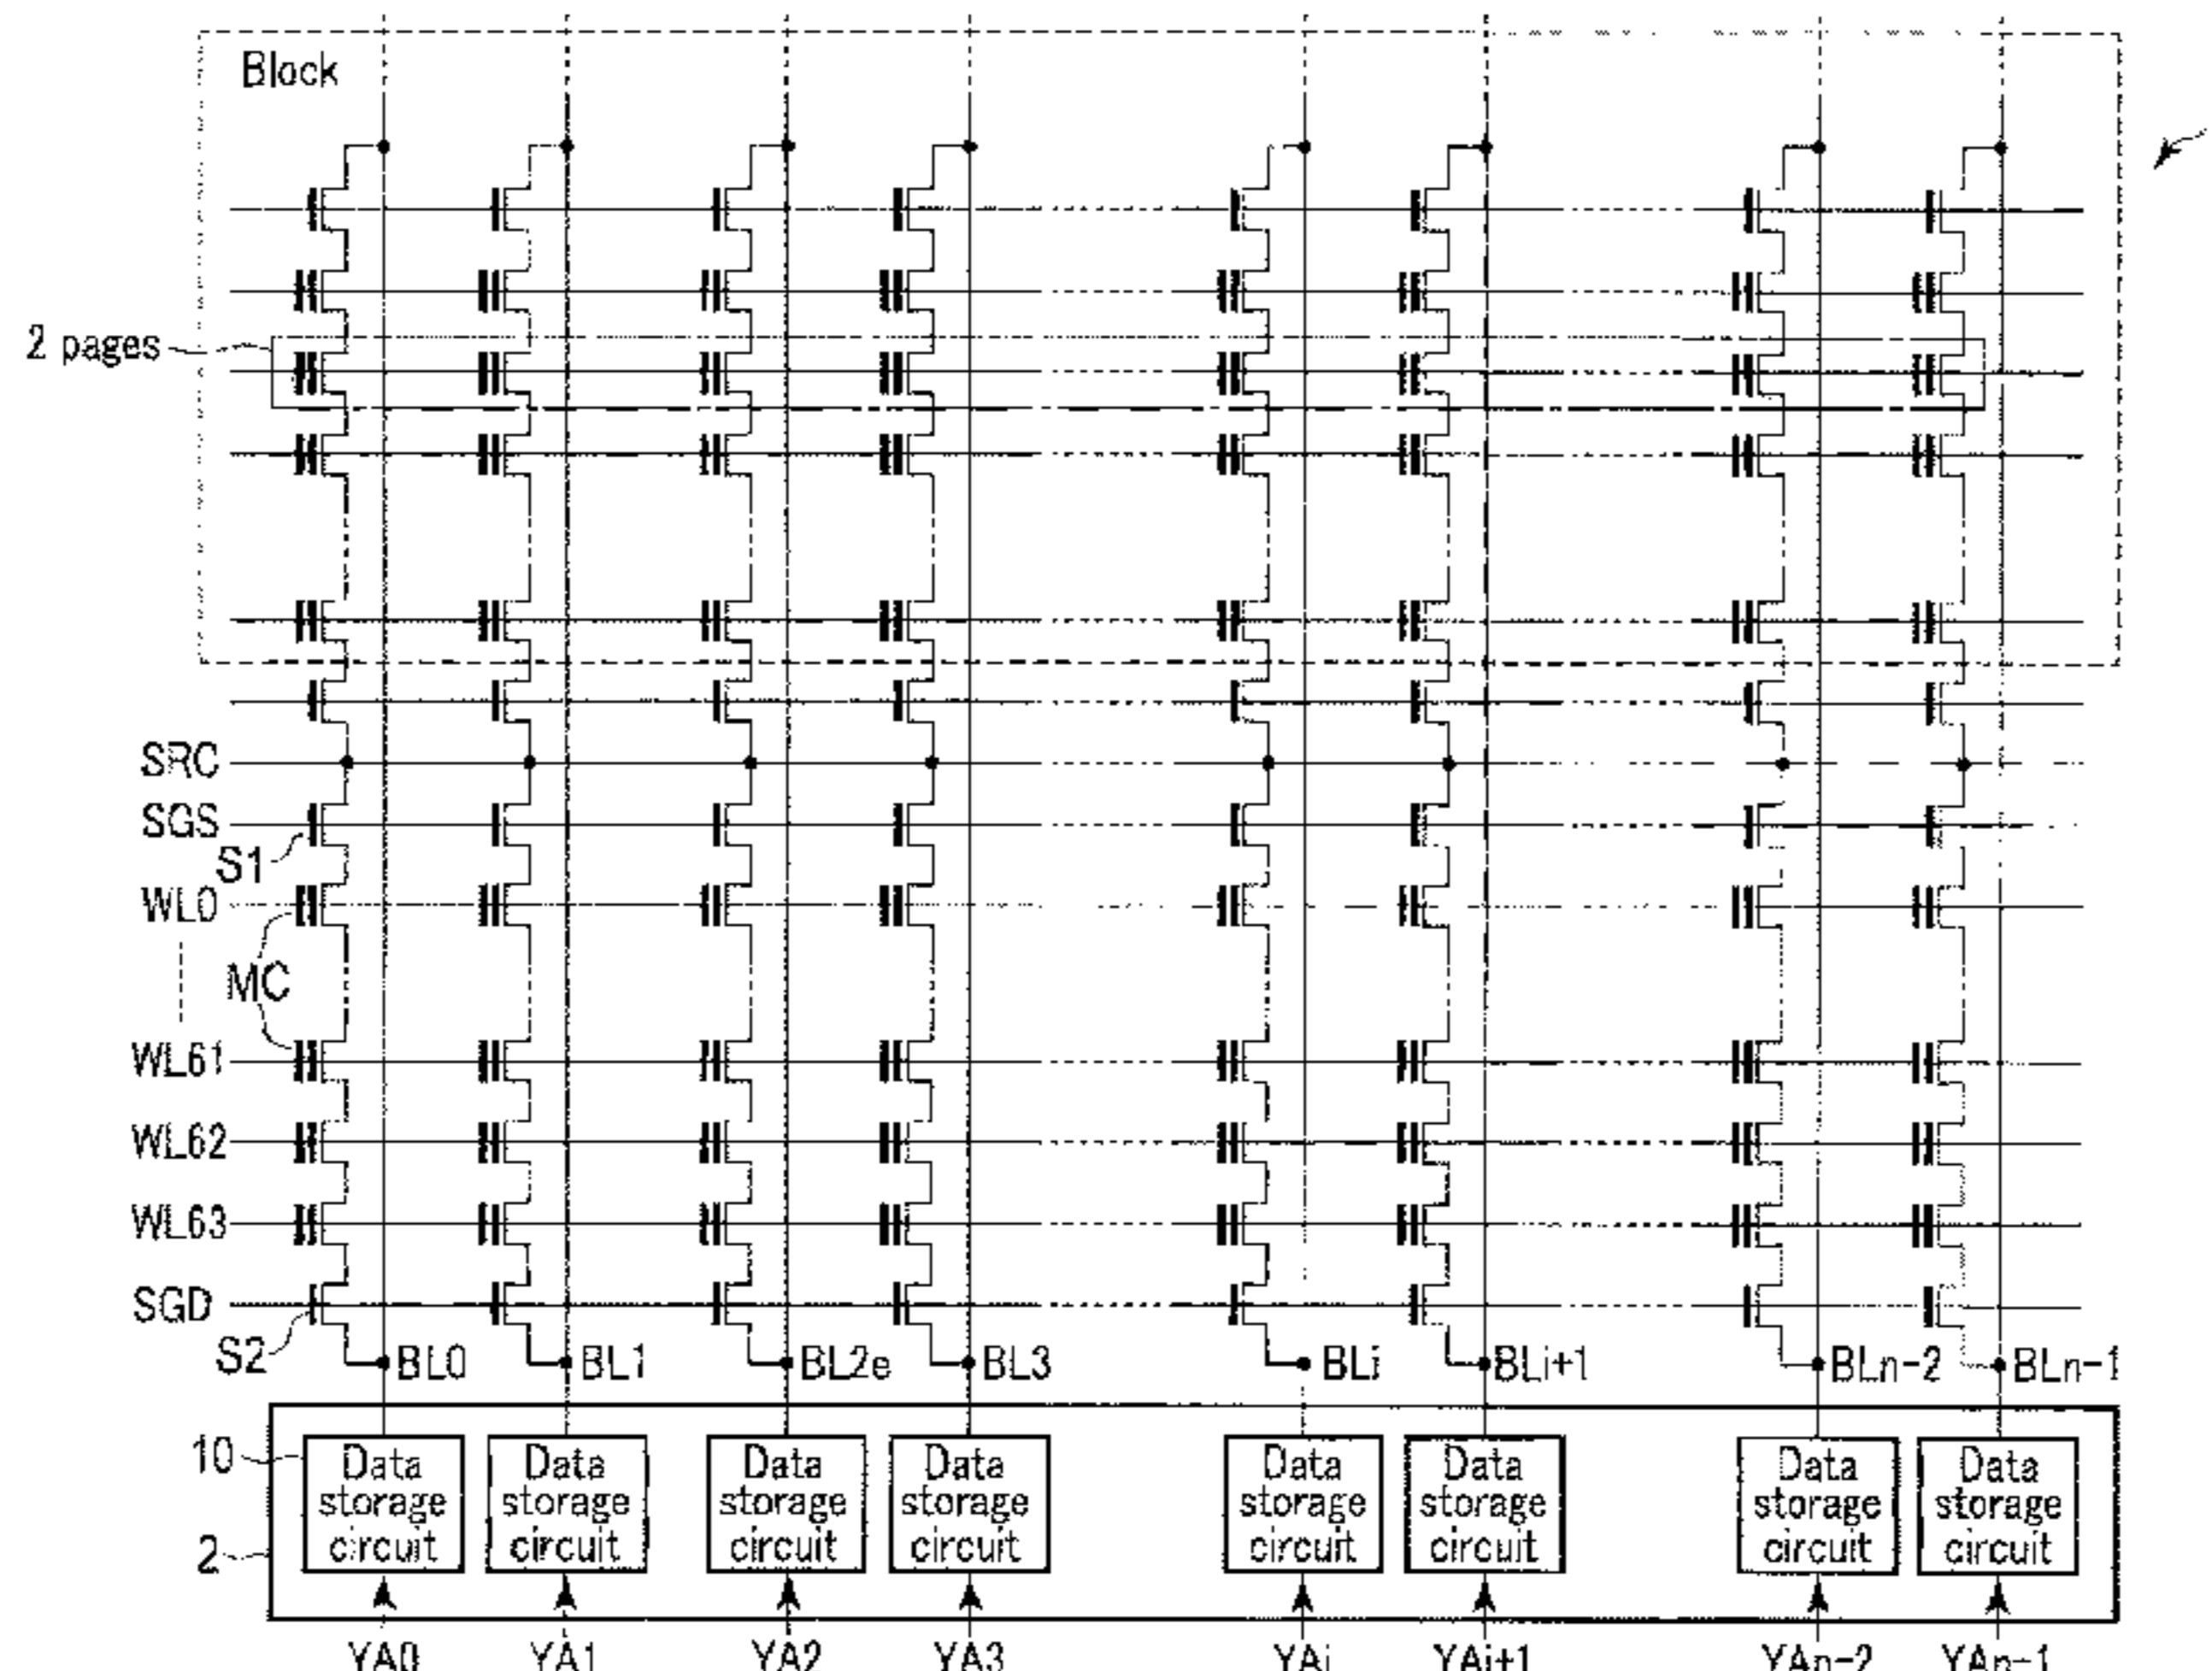 Block
2 pages
SRC
SGS
S1
WL0
MC
WL61
WL62
WL63
SGD
S2
BL0 BL1 BL2e BL3 BLi BLi+1 BLn-2 BLn-1
10
Data storage circuit
Data storage circuit
Data storage circuit
Data storage circuit
Data storage circuit
Data storage circuit
Data storage circuit
Data storage circuit
2
YA0 YA1 YA2 YA3 YAi YAi+1 YAn-2 YAn-1